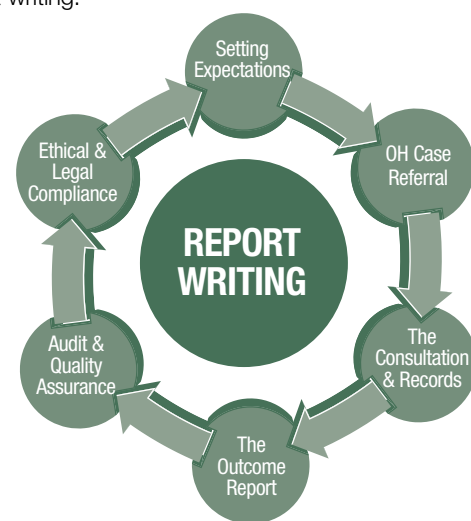 writing.
Setting
Expectations
OH Case
Referral
The
Consultation
& Records
The
Outcome
Report
Audit &
Quality
Assurance
Ethical &
Legal
Compliance
REPORT
WRITING